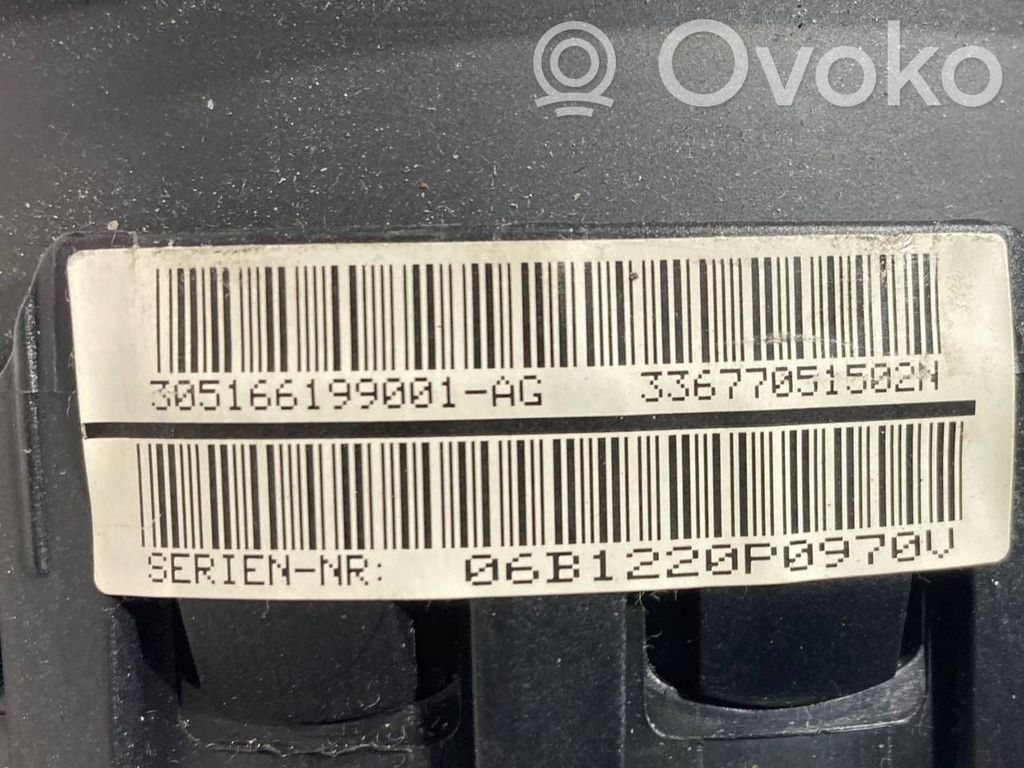 Ovoko
305166199001-AG 33677051502N
SERIEN-NR: 06B1220P0970V